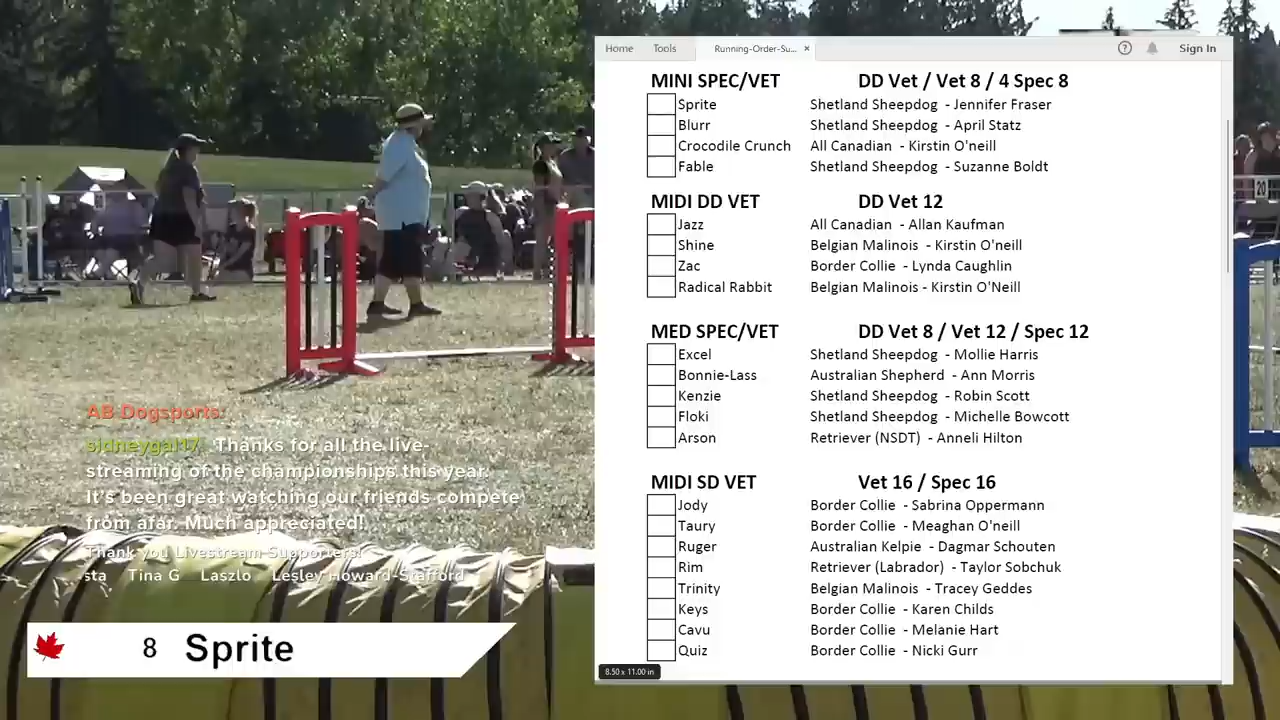 Home Tools Running-Order-Su... × ? Sign In
MINI SPEC/VET DD Vet / Vet 8 / 4 Spec 8
Sprite Shetland Sheepdog - Jennifer Fraser
Blurr Shetland Sheepdog - April Statz
Crocodile Crunch All Canadian - Kirstin O'neill
Fable Shetland Sheepdog - Suzanne Boldt
MIDI DD VET DD Vet 12
Jazz All Canadian - Allan Kaufman
Shine Belgian Malinois - Kirstin O'neill
Zac Border Collie - Lynda Caughlin
Radical Rabbit Belgian Malinois - Kirstin O'Neill
MED SPEC/VET DD Vet 8 / Vet 12 / Spec 12
Excel Shetland Sheepdog - Mollie Harris
Bonnie-Lass Australian Shepherd - Ann Morris
Kenzie Shetland Sheepdog - Robin Scott
Floki Shetland Sheepdog - Michelle Bowcott
Arson Retriever (NSDT) - Anneli Hilton
MIDI SD VET Vet 16 / Spec 16
Jody Border Collie - Sabrina Oppermann
Taury Border Collie - Meaghan O'neill
Ruger Australian Kelpie - Dagmar Schouten
Rim Retriever (Labrador) - Taylor Sobchuk
Trinity Belgian Malinois - Tracey Geddes
Keys Border Collie - Karen Childs
Cavu Border Collie - Melanie Hart
Quiz Border Collie - Nicki Gurr
8.50 x 11.00 in
20
AB Dogsports:
sidneygal17: Thanks for all the live-
streaming of the championships this year.
It's been great watching our friends compete
from afar. Much appreciated!
Thank you Livestream Supporters!
sta Tina G Laszlo Lesley Howard-Stafford
8 Sprite